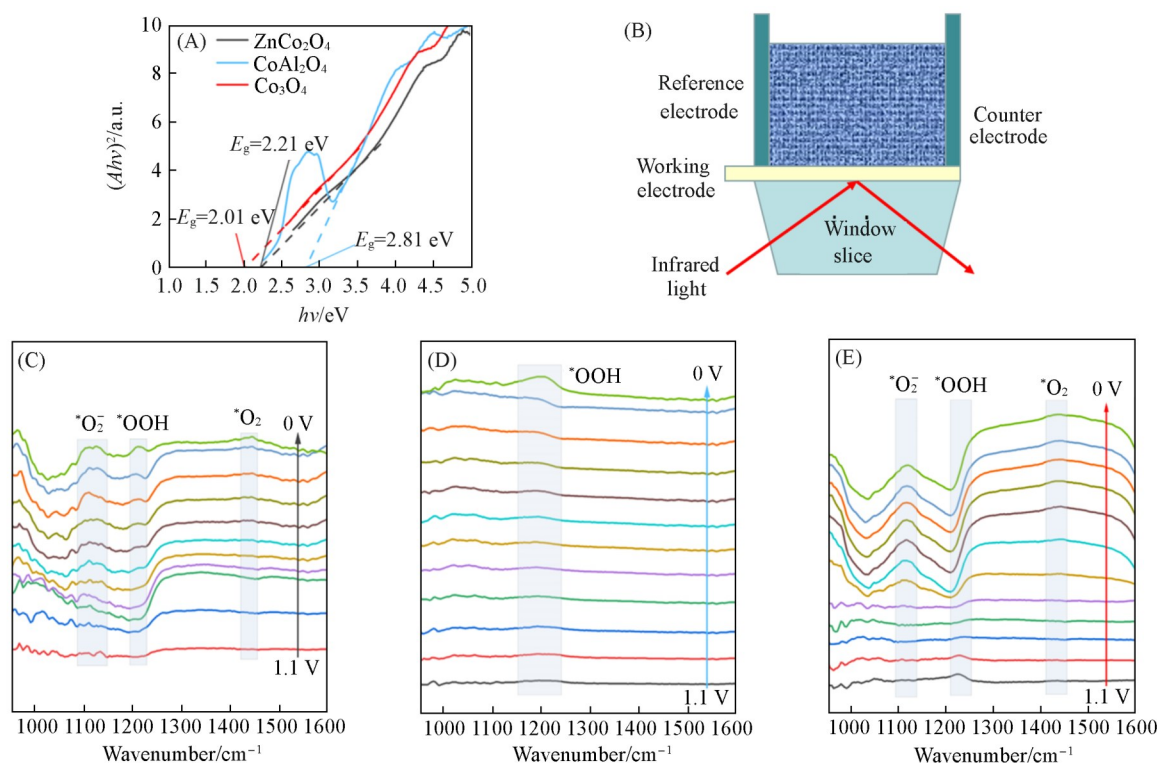 (A)
ZnCo₂O₄
CoAl₂O₄
Co₃O₄
E_g=2.21 eV
E_g=2.01 eV
E_g=2.81 eV
(Ahν)²/a.u.
10
8
6
4
2
0
1.0 1.5 2.0 2.5 3.0 3.5 4.0 4.5 5.0
hν/eV
(B)
Reference
electrode
Counter
electrode
Working
electrode
Window
slice
Infrared
light
(C)
*O₂⁻ *OOH *O₂ 0 V
1.1 V
1000 1100 1200 1300 1400 1500 1600
Wavenumber/cm⁻¹
(D)
*OOH 0 V
1.1 V
1000 1100 1200 1300 1400 1500 1600
Wavenumber/cm⁻¹
(E)
*O₂⁻ *OOH *O₂ 0 V
1.1 V
1000 1100 1200 1300 1400 1500 1600
Wavenumber/cm⁻¹